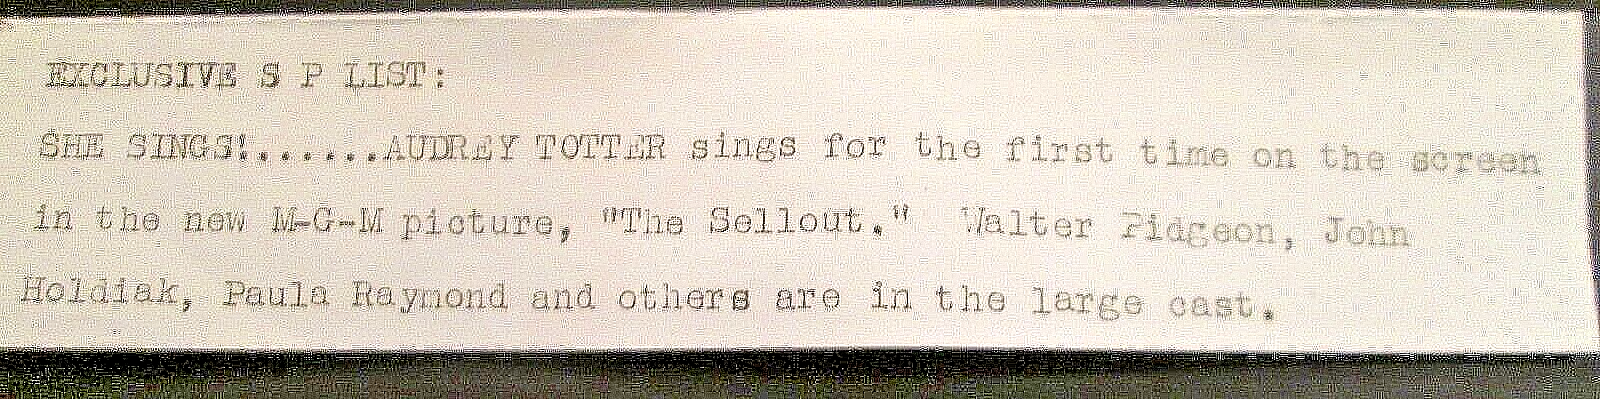 EXCLUSIVE S P LIST:
SHE SINGS!.......AUDREY TOTTER sings for the first time on the screen
in the new M-G-M picture, "The Sellout." Walter Pidgeon, John
Holdiak, Paula Raymond and others are in the large cast.